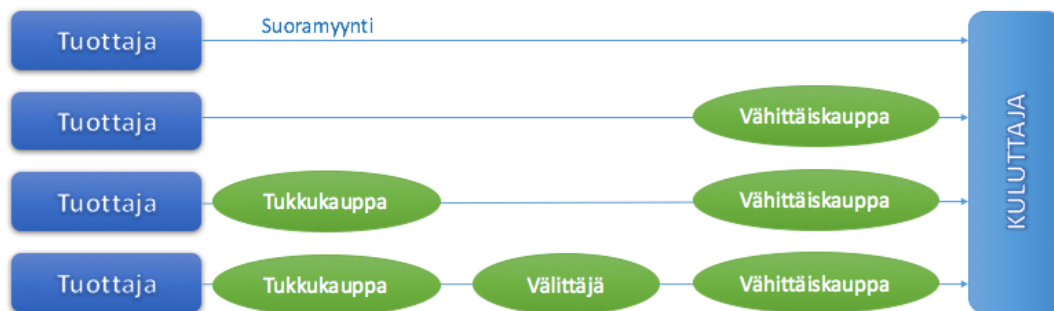 Tuottaja
Suoramyynti
Tuottaja
Vähittäiskauppa
Tuottaja
Tukkukauppa
Vähittäiskauppa
Tuottaja
Tukkukauppa
Välittäjä
Vähittäiskauppa
KULUTTAJA